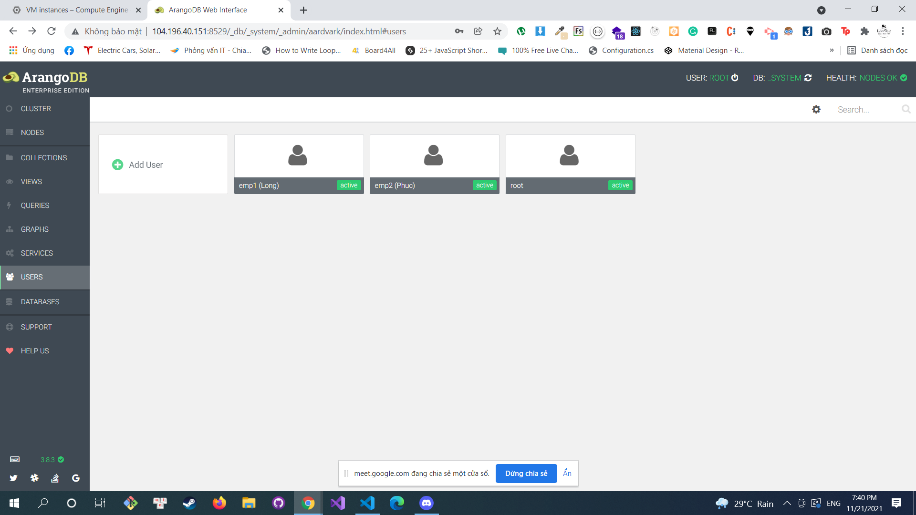 VM instances – Compute Engine
ArangoDB Web Interface
Không bảo mật
104.196.40.151:8529/_db/_system/_admin/aardvark/index.html#users
Ứng dụng
Electric Cars, Solar...
Phỏng vấn IT - Chia...
How to Write Loop...
Board4All
25+ JavaScript Shor...
100% Free Live Cha...
Configuration.cs
Material Design - R...
»
Danh sách đọc
ArangoDB
ENTERPRISE EDITION
USER: ROOT
DB: _SYSTEM
HEALTH: NODES OK
CLUSTER
NODES
COLLECTIONS
VIEWS
QUERIES
GRAPHS
SERVICES
USERS
DATABASES
SUPPORT
HELP US
Search...
Add User
emp1 (Long)
active
emp2 (Phuc)
active
root
active
3.8.3
meet.google.com đang chia sẻ một cửa sổ.
Dừng chia sẻ
Ẩn
29°C Rain
ENG
7:40 PM
11/21/2021